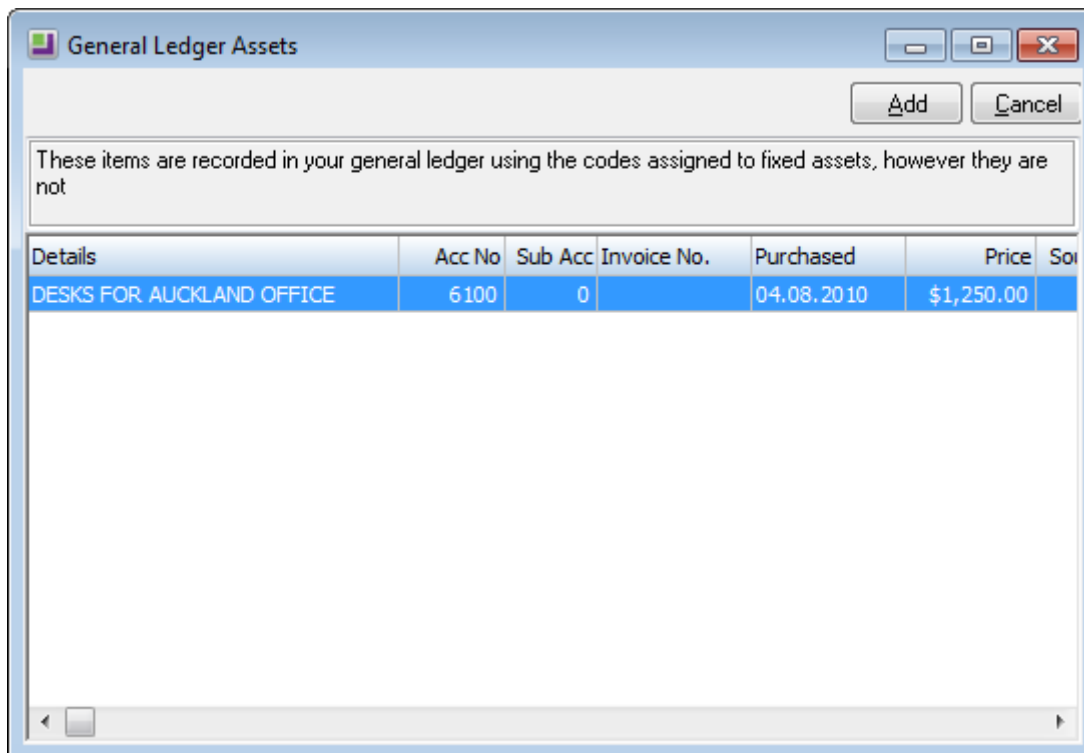 General Ledger Assets
Add Cancel
These items are recorded in your general ledger using the codes assigned to fixed assets, however they are
not
Details Acc No Sub Acc Invoice No. Purchased Price Sou
DESKS FOR AUCKLAND OFFICE 6100 0 04.08.2010 $1,250.00